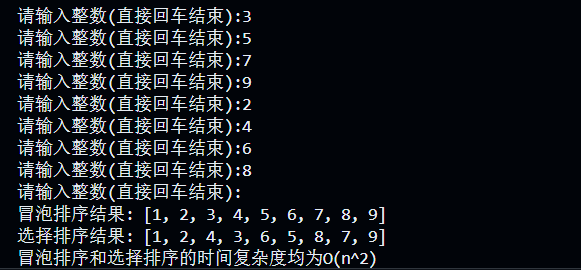 请输入整数(直接回车结束):3
请输入整数(直接回车结束):5
请输入整数(直接回车结束):7
请输入整数(直接回车结束):9
请输入整数(直接回车结束):2
请输入整数(直接回车结束):4
请输入整数(直接回车结束):6
请输入整数(直接回车结束):8
请输入整数(直接回车结束):
冒泡排序结果: [1, 2, 3, 4, 5, 6, 7, 8, 9]
选择排序结果: [1, 2, 4, 3, 6, 5, 8, 7, 9]
冒泡排序和选择排序的时间复杂度均为O(n^2)